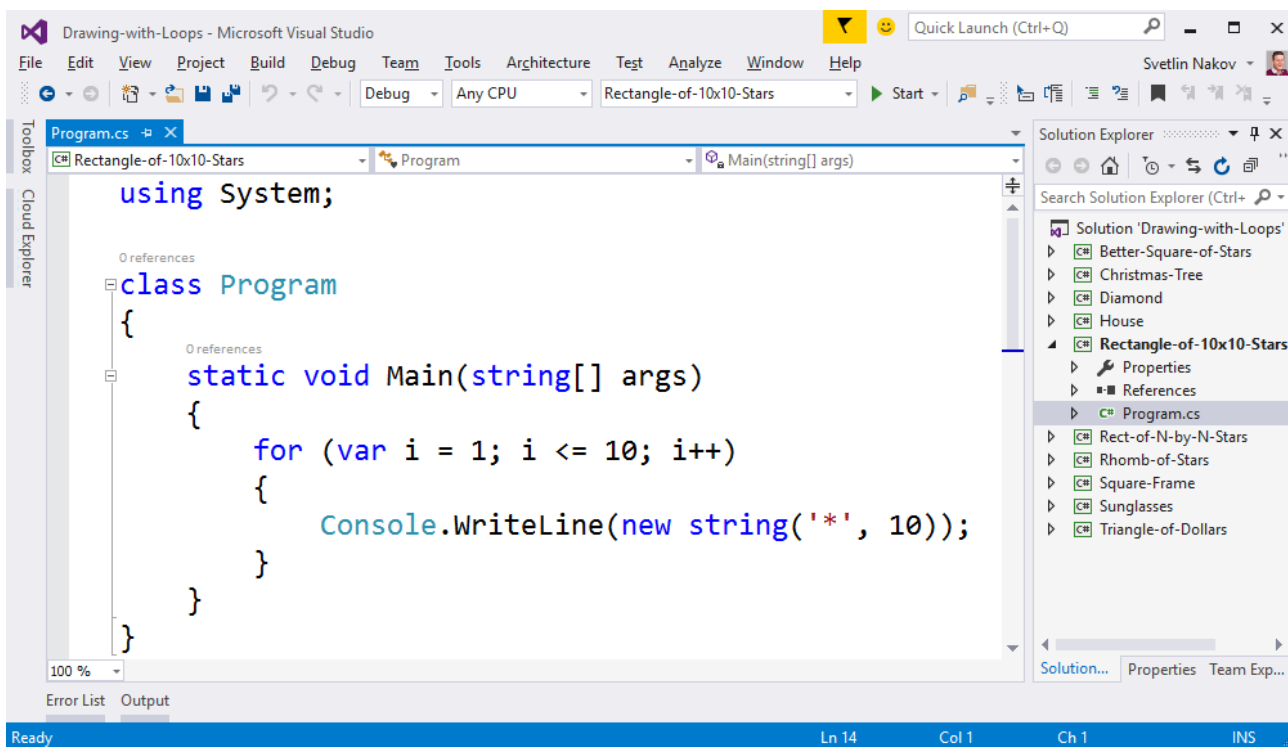 Drawing-with-Loops - Microsoft Visual Studio
Quick Launch (Ctrl+Q)
File Edit View Project Build Debug Team Tools Architecture Test Analyze Window Help
Svetlin Nakov
Debug Any CPU Rectangle-of-10x10-Stars Start
Toolbox
Cloud Explorer
Program.cs
Rectangle-of-10x10-Stars Program Main(string[] args)
using System;
0 references
class Program
{
0 references
static void Main(string[] args)
{
for (var i = 1; i <= 10; i++)
{
Console.WriteLine(new string('*', 10));
}
}
}
100 %
Solution Explorer
Search Solution Explorer (Ctrl+
Solution 'Drawing-with-Loops'
C# Better-Square-of-Stars
C# Christmas-Tree
C# Diamond
C# House
C# Rectangle-of-10x10-Stars
Properties
References
C# Program.cs
C# Rect-of-N-by-N-Stars
C# Rhomb-of-Stars
C# Square-Frame
C# Sunglasses
C# Triangle-of-Dollars
Solution... Properties Team Exp...
Error List Output
Ready Ln 14 Col 1 Ch 1 INS